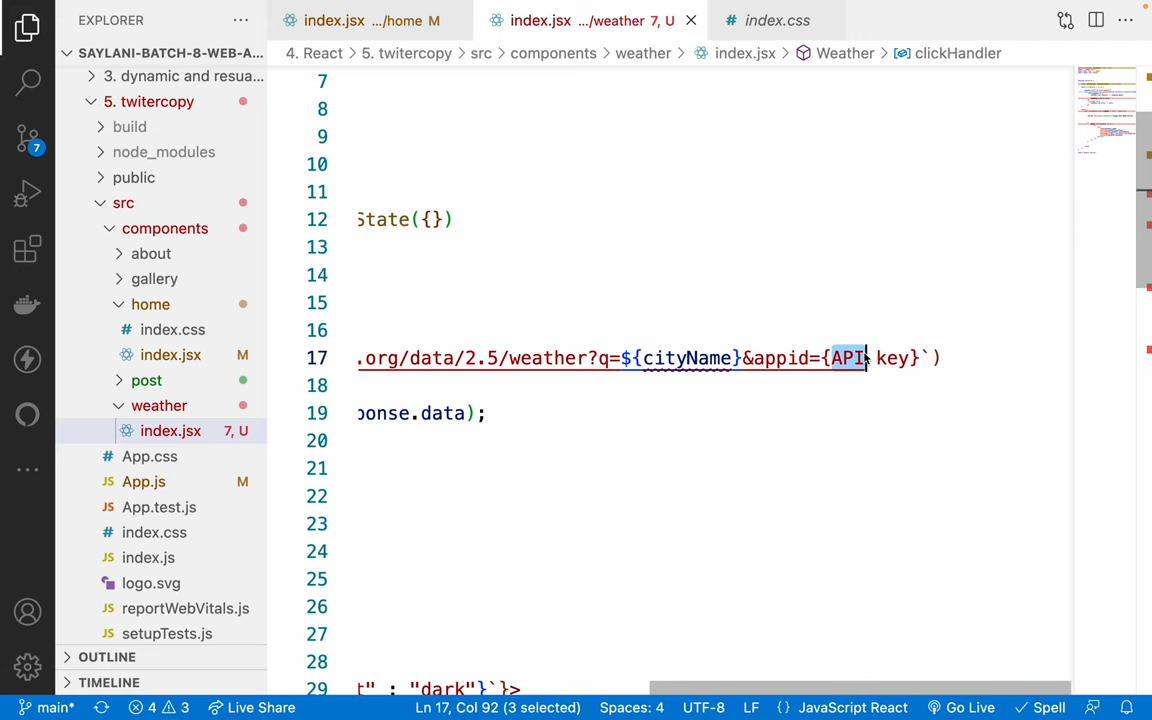 EXPLORER
index.jsx .../home M
index.jsx .../weather 7, U
index.css
SAYLANI-BATCH-8-WEB-A...
4. React > 5. twitercopy > src > components > weather > index.jsx > Weather > clickHandler
3. dynamic and resua...
5. twitercopy
build
node_modules
public
src
components
about
gallery
home
index.css
index.jsx M
post
weather
index.jsx 7, U
App.css
App.js M
App.test.js
index.css
index.js
logo.svg
reportWebVitals.js
setupTests.js
OUTLINE
TIMELINE
7
7
8
9
10
11
12 State({})
13
14
15
16
17 .org/data/2.5/weather?q=${cityName}&appid={API key}`)
18
19 ponse.data);
20
21
22
23
24
25
26
27
28
29 t" : "dark"}`}>
main* 4 3 Live Share Ln 17, Col 92 (3 selected) Spaces: 4 UTF-8 LF {} JavaScript React Go Live Spell